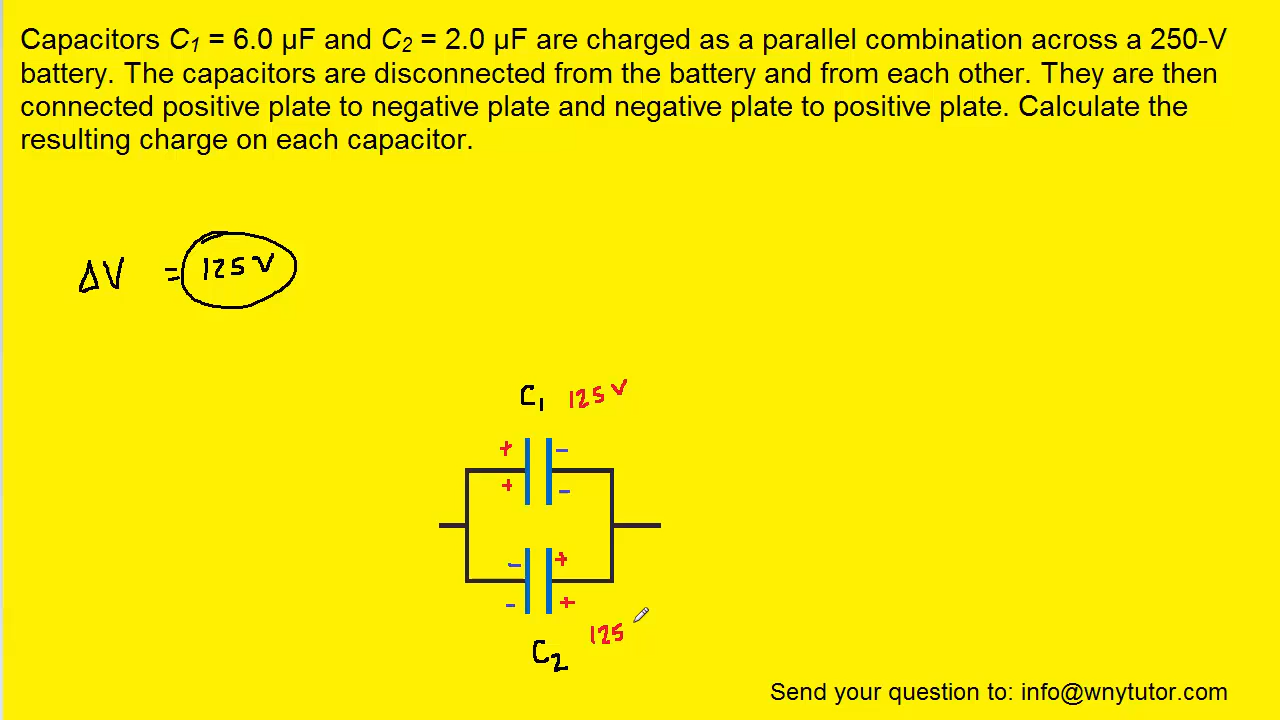 Capacitors C1 = 6.0 μF and C2 = 2.0 μF are charged as a parallel combination across a 250-V
battery. The capacitors are disconnected from the battery and from each other. They are then
connected positive plate to negative plate and negative plate to positive plate. Calculate the
resulting charge on each capacitor.
ΔV = 125 V
C1 125 V
+ -
+ -
- +
- +
C2 125
Send your question to: info@wnytutor.com